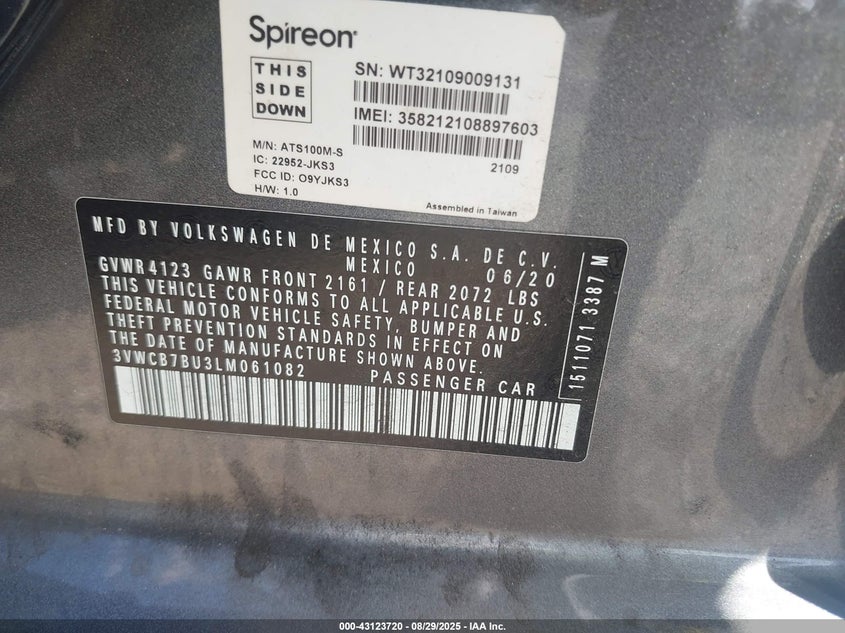 Spireon
THIS
SIDE
DOWN
SN: WT32109009131
IMEI: 358212108897603
2109
M/N: ATS100M-S
IC: 22952-JKS3
FCC ID: O9YJKS3
H/W: 1.0
Assembled in Taiwan
MFD BY VOLKSWAGEN DE MEXICO S.A. DE C.V.
MEXICO 06/20
GVWR4123 GAWR FRONT 2161 / REAR 2072 LBS
THIS VEHICLE CONFORMS TO ALL APPLICABLE U.S.
FEDERAL MOTOR VEHICLE SAFETY, BUMPER AND
THEFT PREVENTION STANDARDS IN EFFECT ON
THE DATE OF MANUFACTURE SHOWN ABOVE.
3VWCB7BU3LM061082 PASSENGER CAR
1511071 3387 M
000-43123720 - 08/29/2025 - IAA Inc.